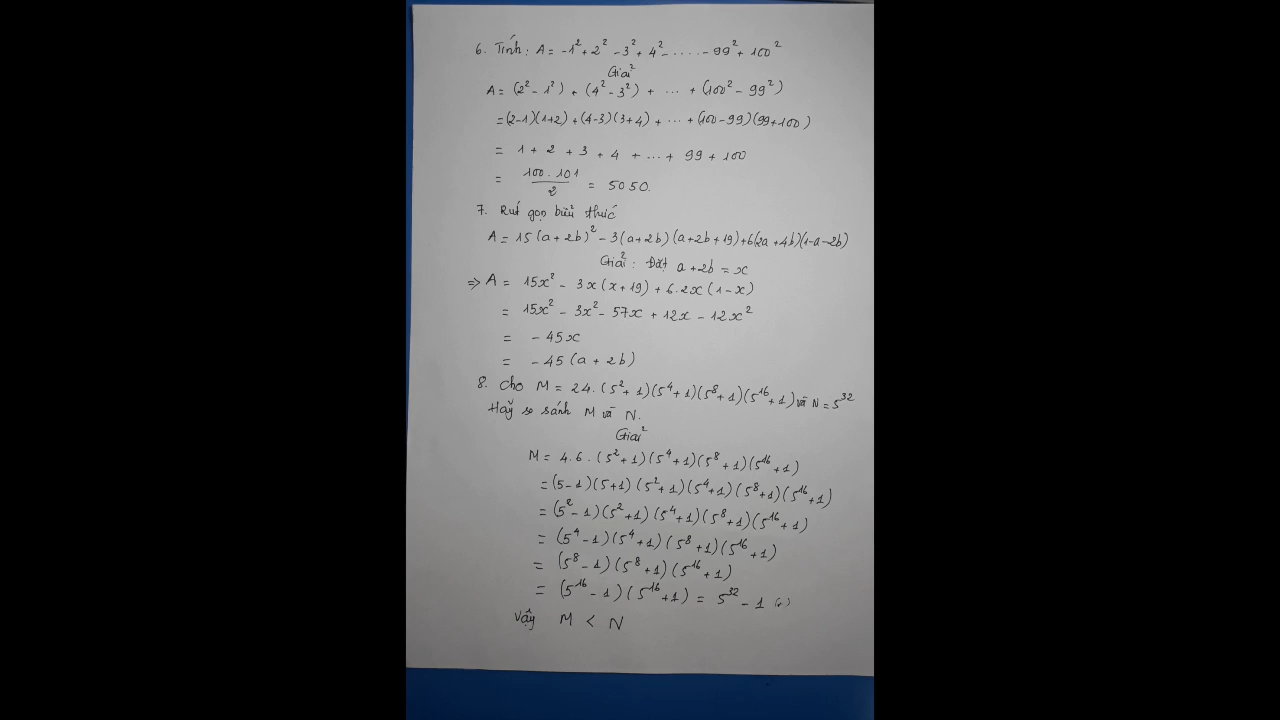 6. Tính: A = -1² + 2² - 3² + 4² - ..... - 99² + 100²
Giải
A = (2² - 1²) + (4² - 3²) + ... + (100² - 99²)
= (2-1)(1+2) + (4-3)(3+4) + ... + (100-99)(99+100)
= 1 + 2 + 3 + 4 + ... + 99 + 100
= \frac{100.101}{2} = 5050.
7. Rút gọn biểu thức
A = 15(a+2b)² - 3(a+2b)(a+2b+19) + 6(2a+4b)(1-a-2b)
Giải: Đặt a+2b = x
=> A = 15x² - 3x(x+19) + 6.2x(1-x)
= 15x² - 3x² - 57x + 12x - 12x²
= -45x
= -45(a+2b)
8. Cho M = 24.(5²+1)(5⁴+1)(5⁸+1)(5¹⁶+1) và N = 5³²
Hãy so sánh M và N.
Giải
M = 4.6.(5²+1)(5⁴+1)(5⁸+1)(5¹⁶+1)
= (5-1)(5+1)(5²+1)(5⁴+1)(5⁸+1)(5¹⁶+1)
= (5²-1)(5²+1)(5⁴+1)(5⁸+1)(5¹⁶+1)
= (5⁴-1)(5⁴+1)(5⁸+1)(5¹⁶+1)
= (5⁸-1)(5⁸+1)(5¹⁶+1)
= (5¹⁶-1)(5¹⁶+1) = 5³² - 1
Vậy M < N